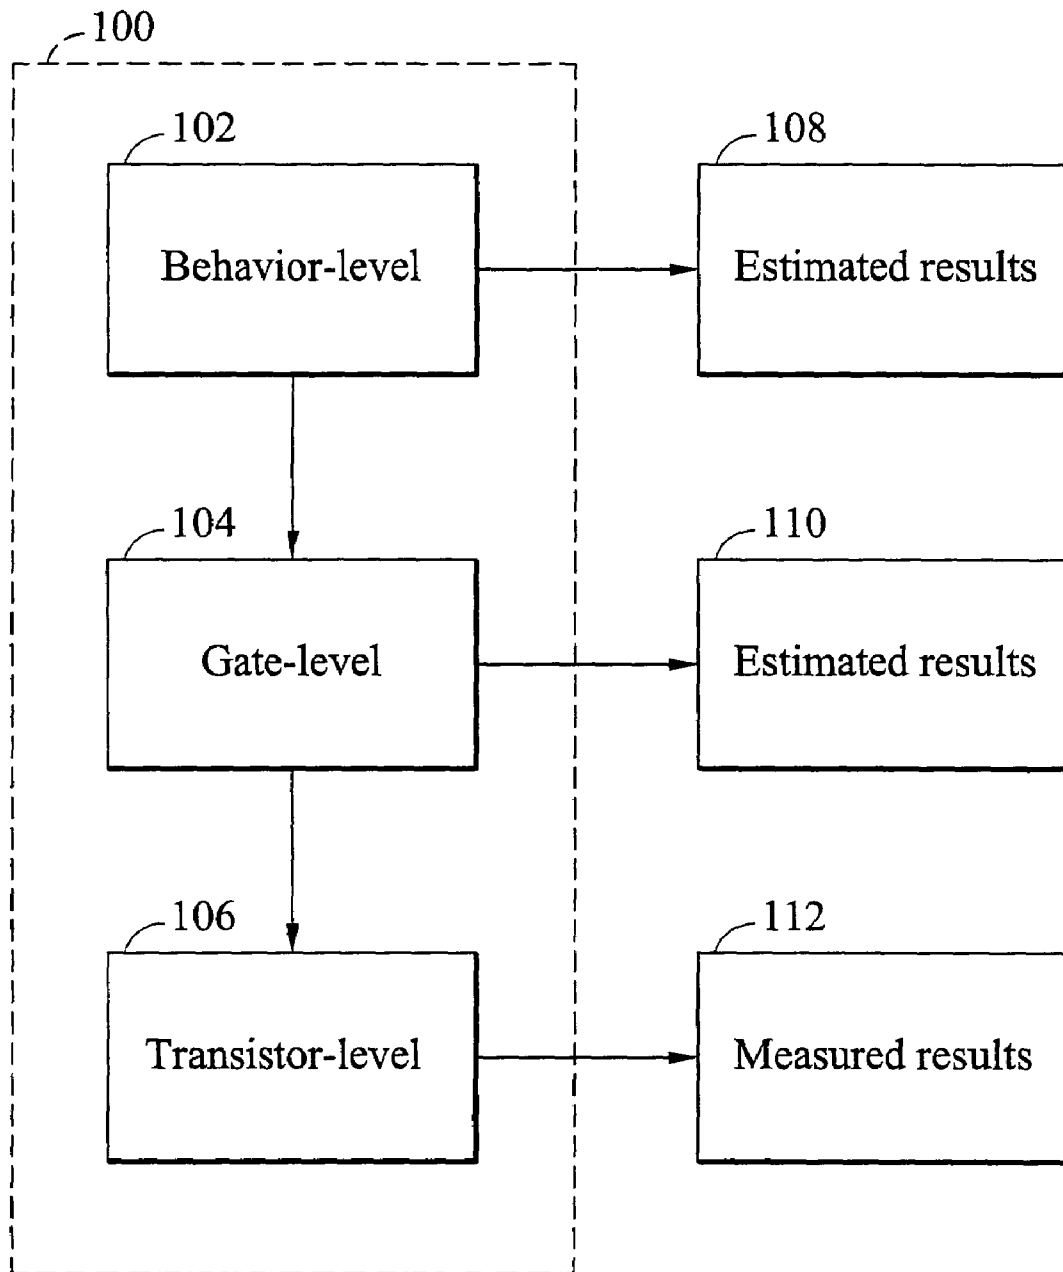 100
102
108
Behavior-level
Estimated results
104
110
Gate-level
Estimated results
106
112
Transistor-level
Measured results